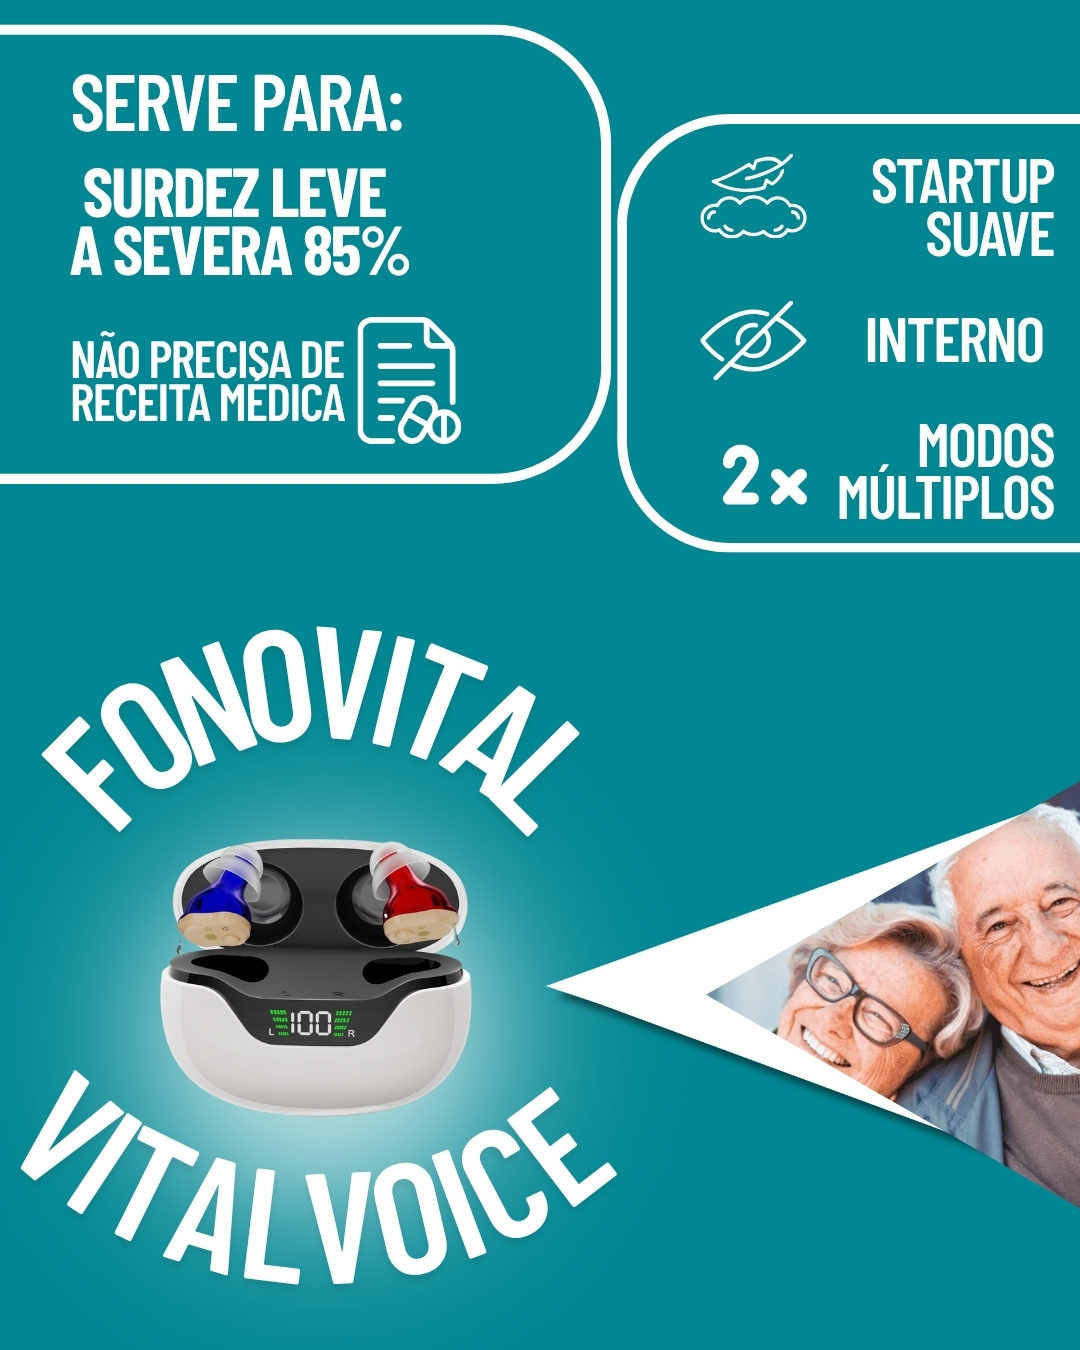 SERVE PARA:
SURDEZ LEVE
A SEVERA 85%
NÃO PRECISA DE
RECEITA MÉDICA
STARTUP
SUAVE
INTERNO
2x
MODOS
MÚLTIPLOS
FONOVITAL
L 100 R
VITALVOICE